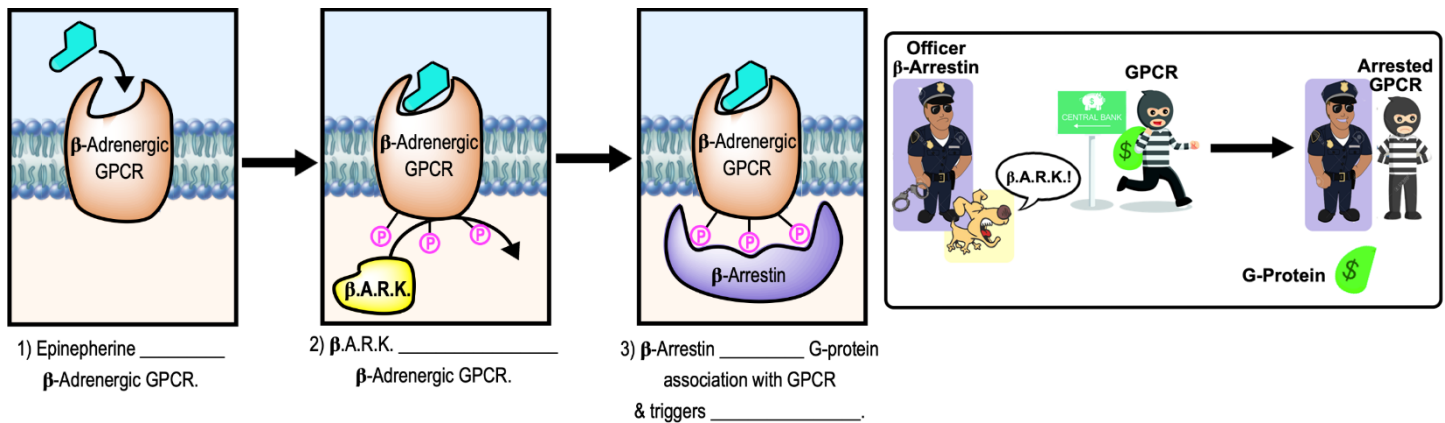 β-Adrenergic
GPCR
1) Epinepherine _________
β-Adrenergic GPCR.
β-Adrenergic
GPCR
P
P
P
β.A.R.K.
2) β.A.R.K. _________________
β-Adrenergic GPCR.
β-Adrenergic
GPCR
P
P
P
β-Arrestin
3) β-Arrestin _________ G-protein
association with GPCR
& triggers ________________.
Officer
β-Arrestin
GPCR
CENTRAL BANK
$
β.A.R.K.!
Arrested
GPCR
G-Protein
$